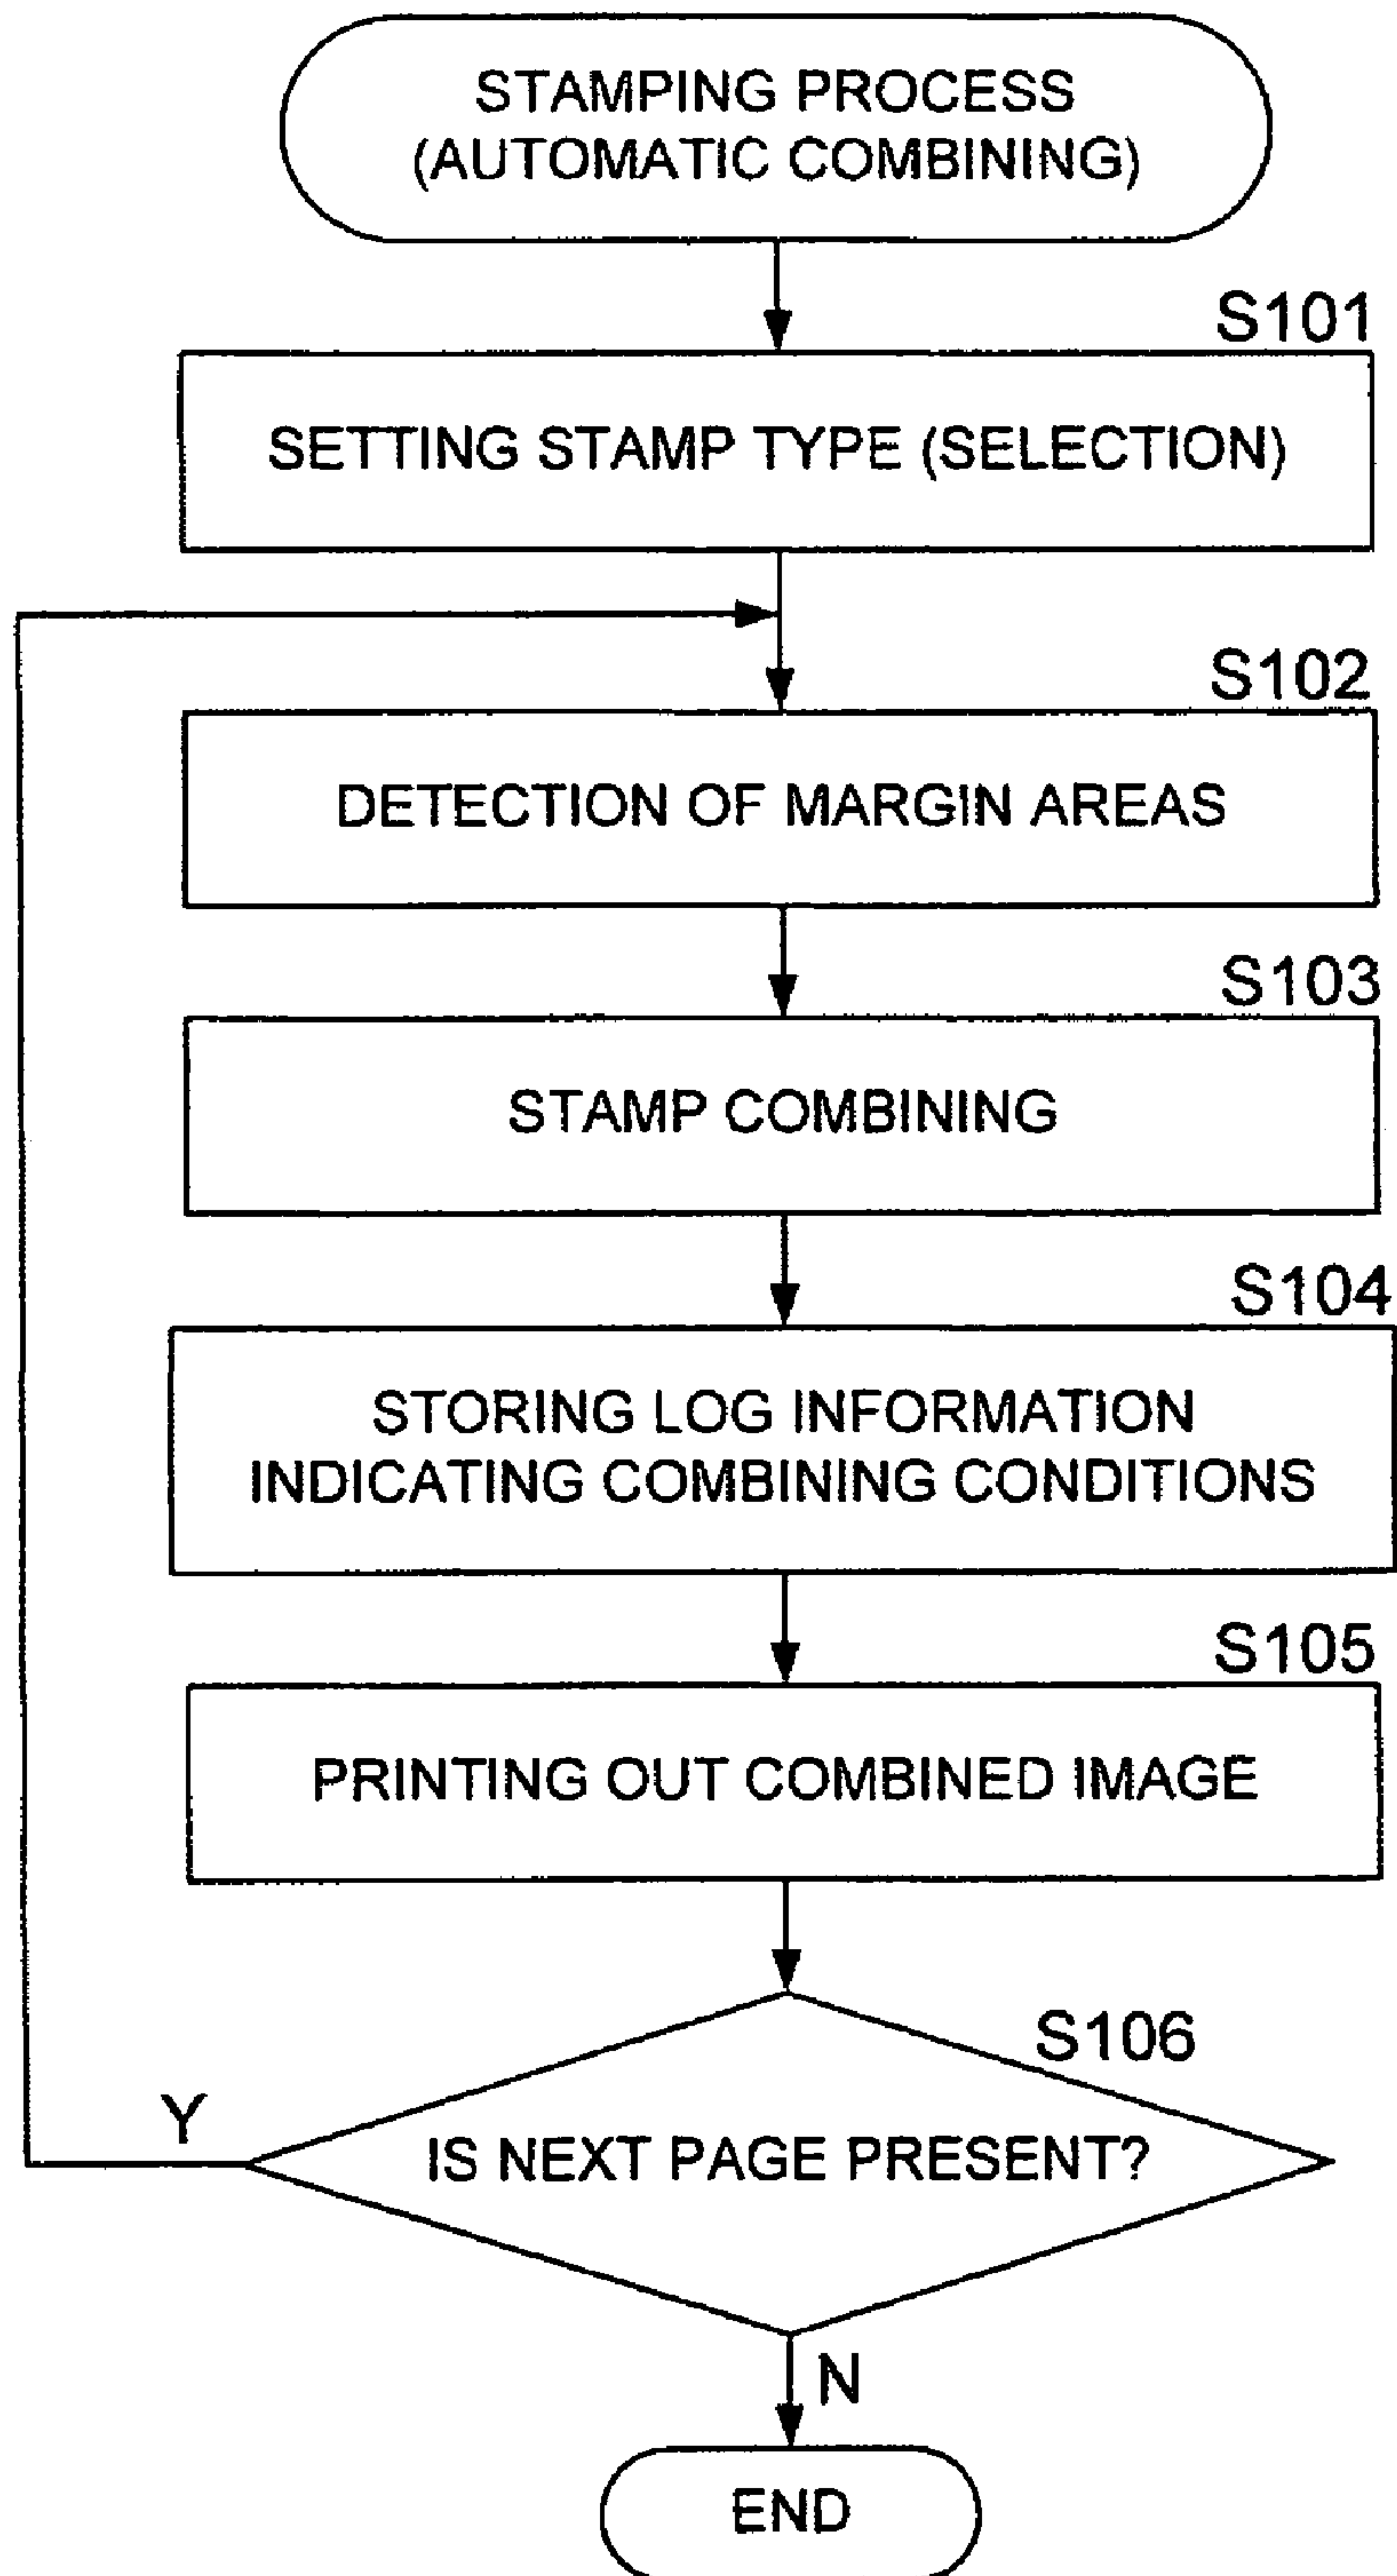 STAMPING PROCESS
(AUTOMATIC COMBINING)
S101
SETTING STAMP TYPE (SELECTION)
S102
DETECTION OF MARGIN AREAS
S103
STAMP COMBINING
S104
STORING LOG INFORMATION
INDICATING COMBINING CONDITIONS
S105
PRINTING OUT COMBINED IMAGE
S106
Y
IS NEXT PAGE PRESENT?
N
END